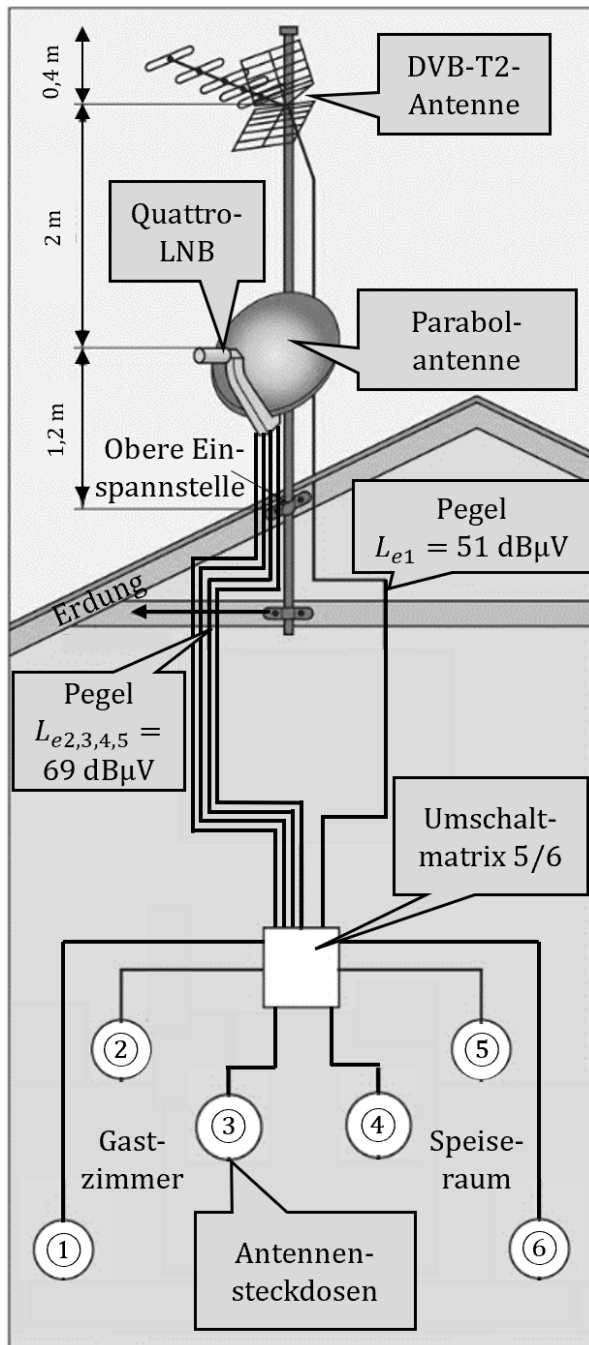 0,4 m
DVB-T2-
Antenne
2 m
Quattro-
LNB
Parabol-
antenne
1,2 m
Obere Ein-
spannstelle
Pegel
Lₑ₁ = 51 dBµV
Erdung
Pegel
Lₑ₂,₃,₄,₅ =
69 dBµV
Umschalt-
matrix 5/6
②
⑤
③
④
Gast-
zimmer
Speise-
raum
①
⑥
Antennen-
steckdosen